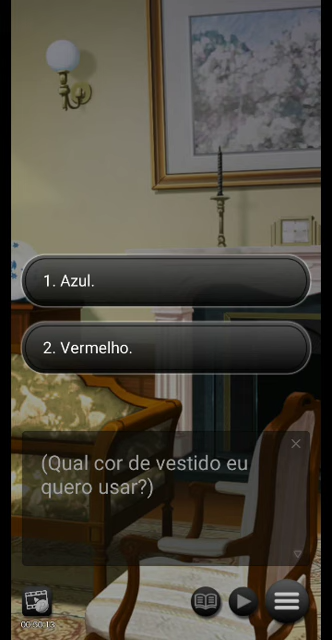 1. Azul.
2. Vermelho.
(Qual cor de vestido eu
quero usar?)